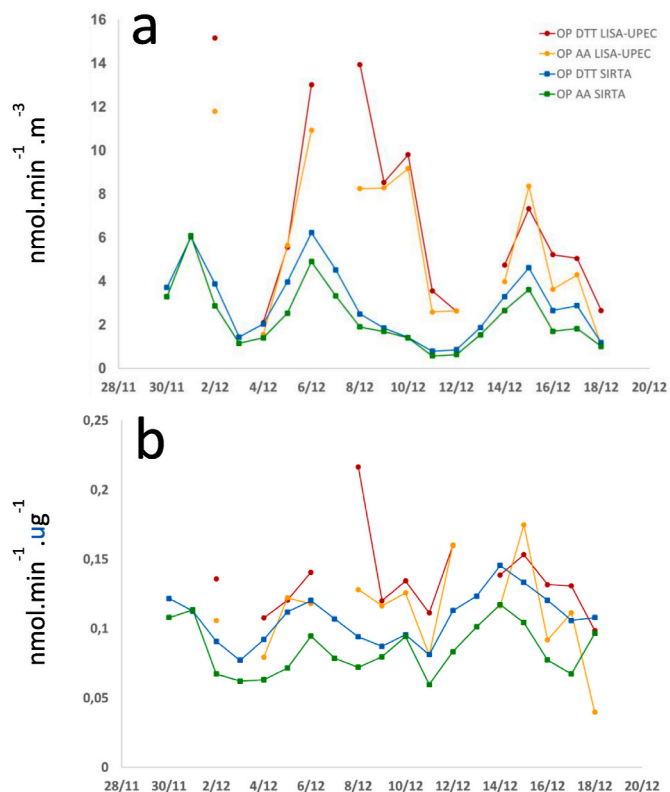 a
16
14
12
10
8
6
4
2
0
nmol.min⁻¹.m⁻³
OP DTT LISA-UPEC
OP AA LISA-UPEC
OP DTT SIRTA
OP AA SIRTA
28/11 30/11 2/12 4/12 6/12 8/12 10/12 12/12 14/12 16/12 18/12 20/12
b
0,25
0,2
0,15
0,1
0,05
0
nmol.min⁻¹.ug⁻¹
28/11 30/11 2/12 4/12 6/12 8/12 10/12 12/12 14/12 16/12 18/12 20/12